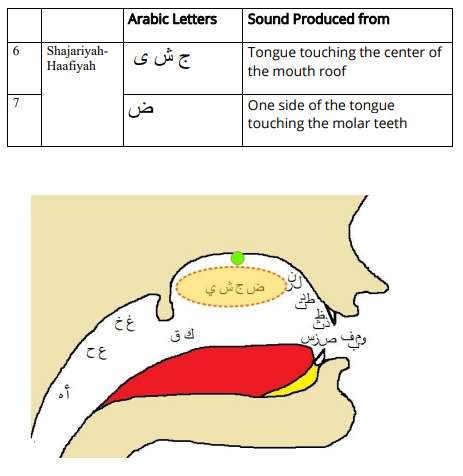 Arabic Letters Sound Produced from
6 Shajariyah- ج ش ى Tongue touching the center of
Haafiyah the mouth roof
7 ض One side of the tongue
touching the molar teeth
ض ج ش ي
ل ن ر
ط د ت
ظ ذ ث
ص ز س
و م ب ف
ك ق
غ خ
ع ح
أ ه